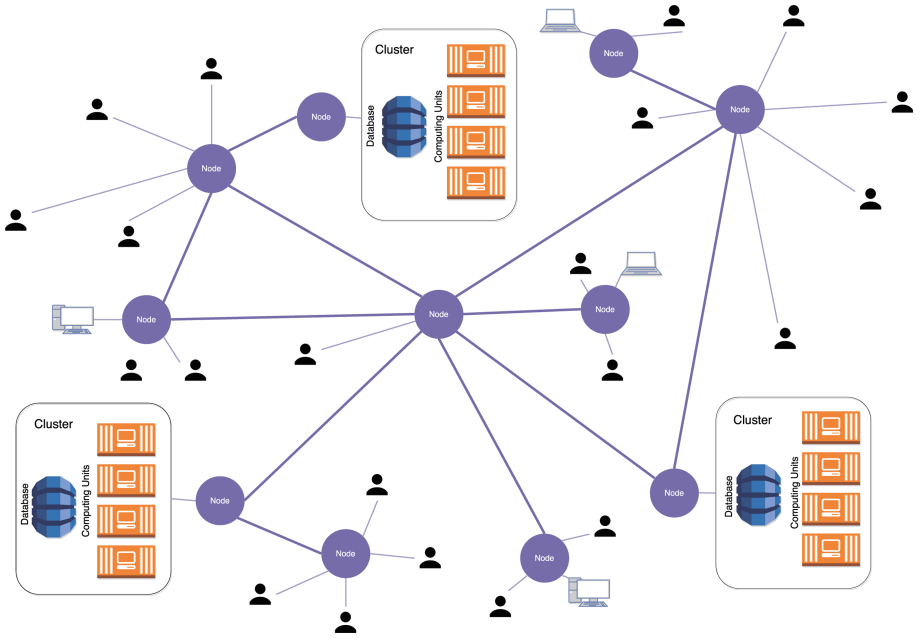 Node
Cluster
Database
Computing Units
Node
Node
Node
Node
Node
Node
Node
Cluster
Database
Computing Units
Node
Node
Cluster
Database
Computing Units
Node
Node